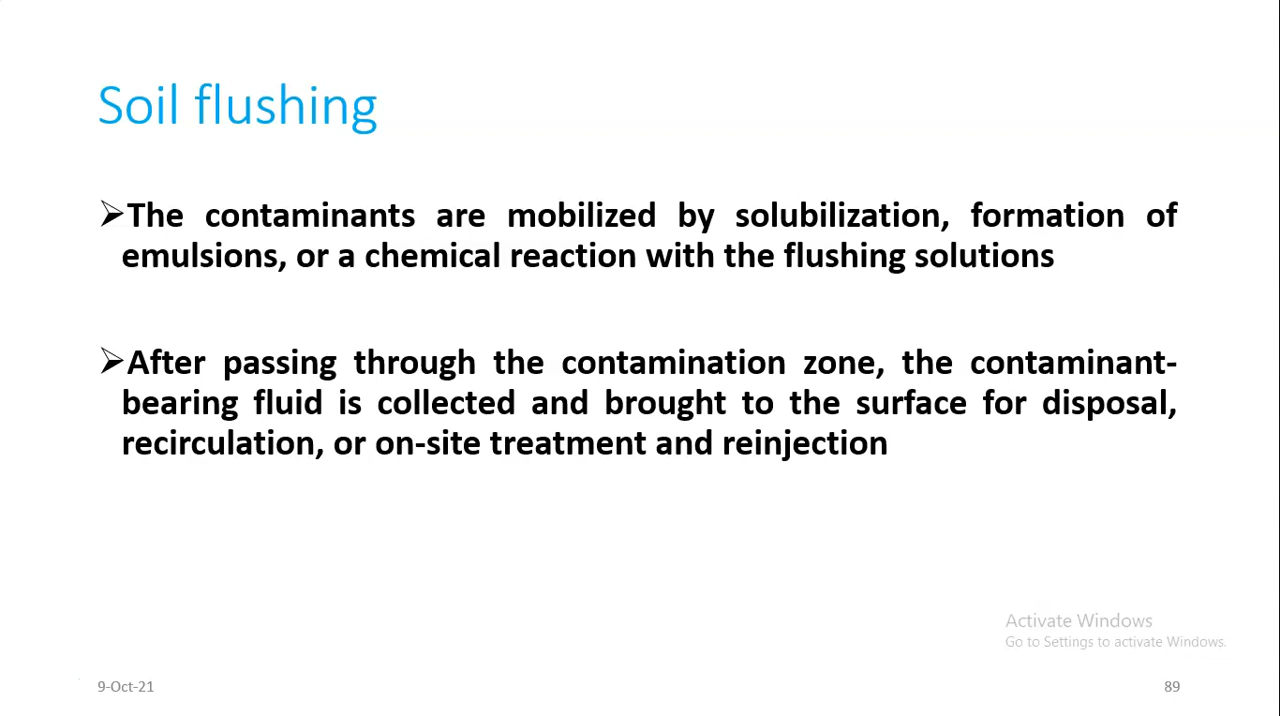 Soil flushing
➢The contaminants are mobilized by solubilization, formation of
emulsions, or a chemical reaction with the flushing solutions
➢After passing through the contamination zone, the contaminant-
bearing fluid is collected and brought to the surface for disposal,
recirculation, or on-site treatment and reinjection
Activate Windows
Go to Settings to activate Windows.
9-Oct-21
89